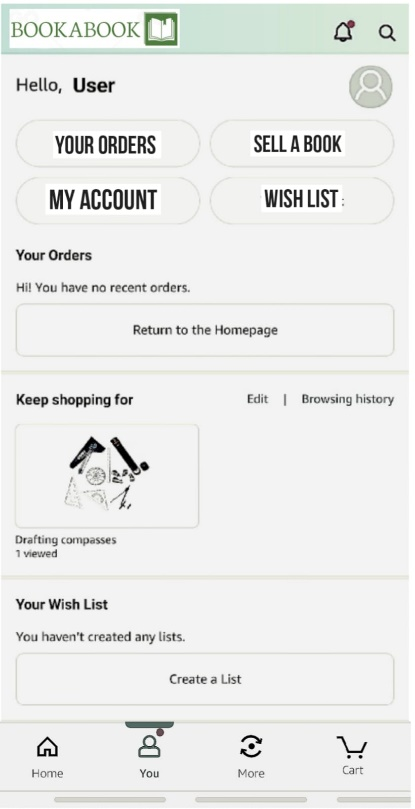 BOOKABOOK
Hello, User
YOUR ORDERS
SELL A BOOK
MY ACCOUNT
WISH LIST :
Your Orders
Hi! You have no recent orders.
Return to the Homepage
Keep shopping for
Edit | Browsing history
Drafting compasses
1 viewed
Your Wish List
You haven't created any lists.
Create a List
Home
You
More
Cart